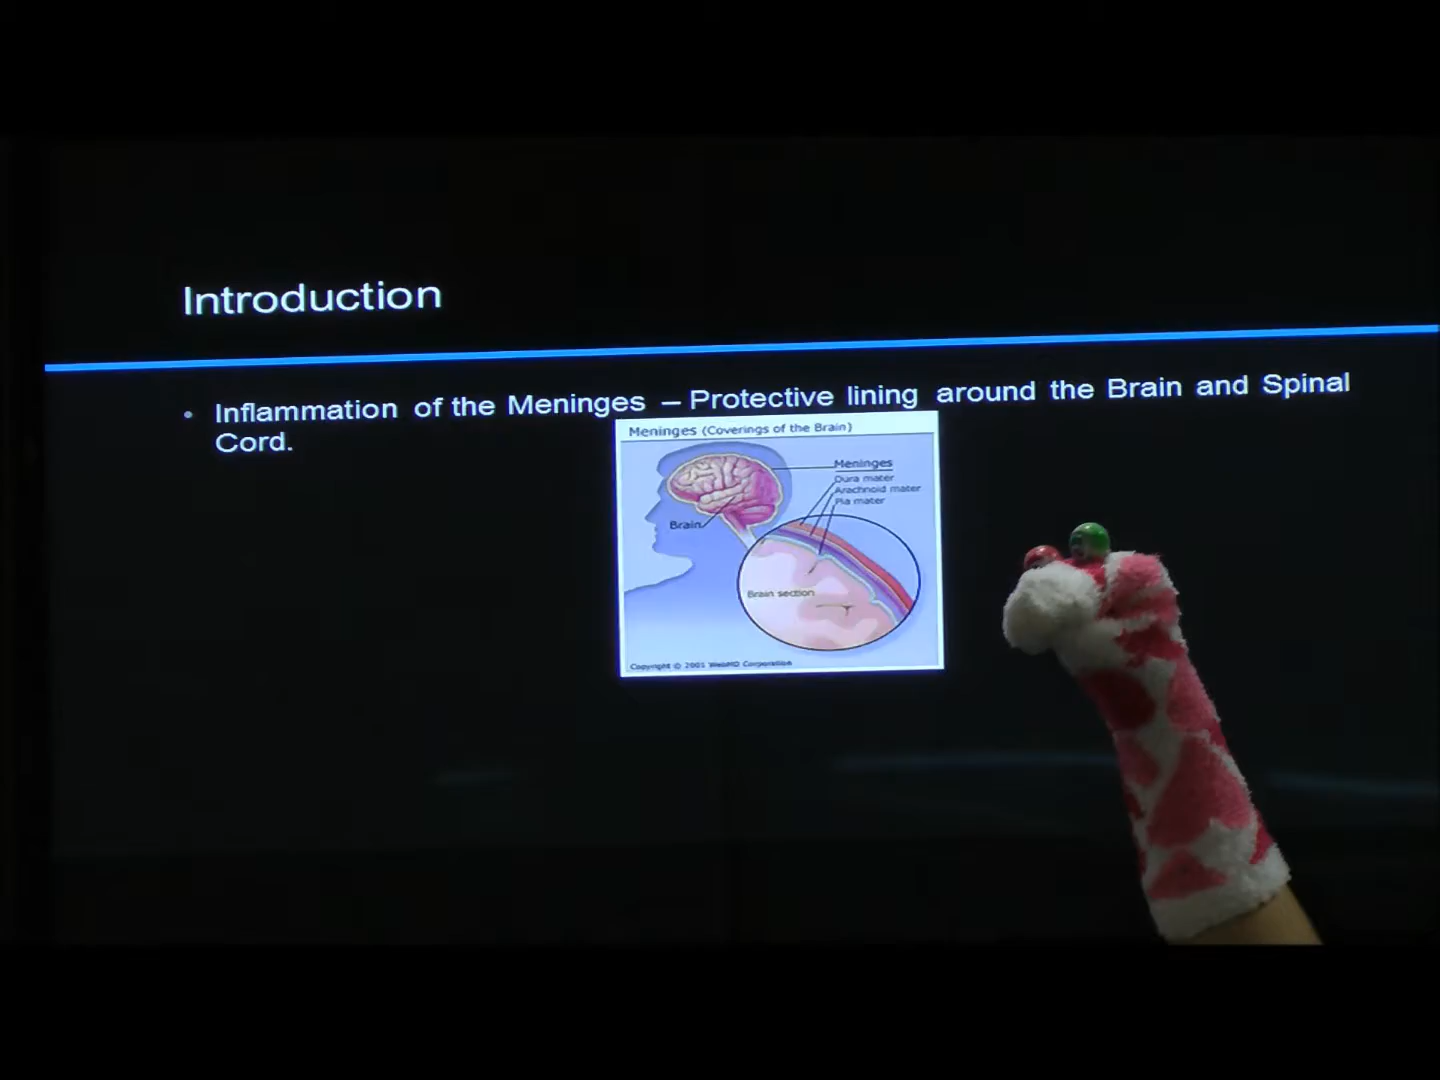 Introduction
• Inflammation of the Meninges – Protective lining around the Brain and Spinal
Cord.
Meninges (Coverings of the Brain)
Meninges
Dura mater
Arachnoid mater
Pia mater
Brain
Brain section
Copyright © 2001 WebMD Corporation